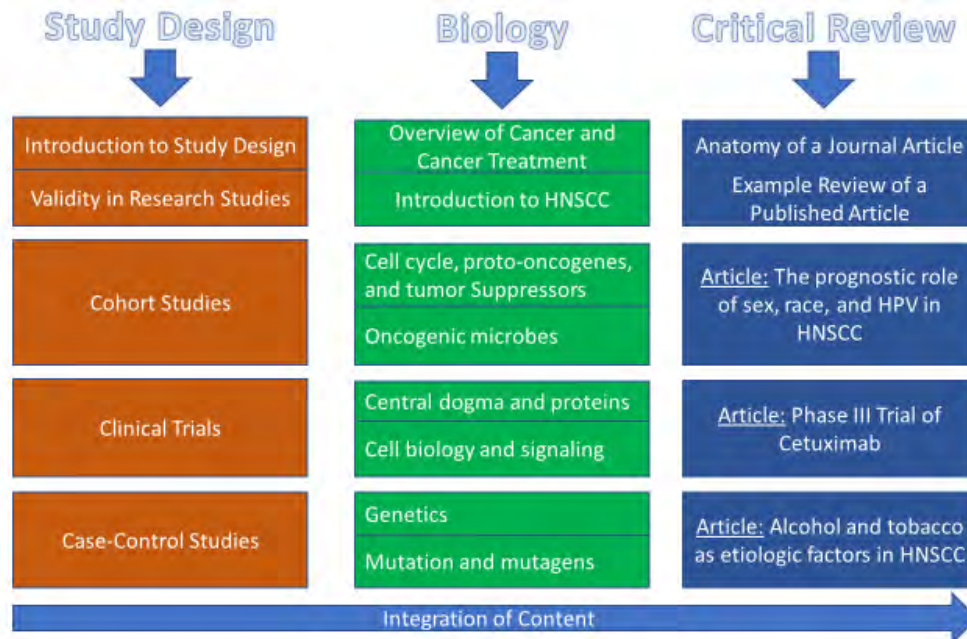 Study Design
Biology
Critical Review
Introduction to Study Design
Validity in Research Studies
Overview of Cancer and
Cancer Treatment
Introduction to HNSCC
Anatomy of a Journal Article
Example Review of a
Published Article
Cohort Studies
Cell cycle, proto-oncogenes,
and tumor Suppressors
Oncogenic microbes
Article: The prognostic role
of sex, race, and HPV in
HNSCC
Clinical Trials
Central dogma and proteins
Cell biology and signaling
Article: Phase III Trial of
Cetuximab
Case-Control Studies
Genetics
Mutation and mutagens
Article: Alcohol and tobacco
as etiologic factors in HNSCC
Integration of Content